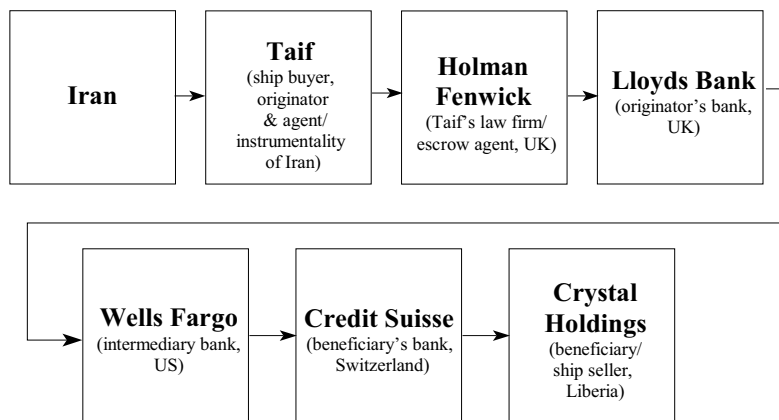 Iran
Taif
(ship buyer,
originator
& agent/
instrumentality
of Iran)
Holman
Fenwick
(Taif's law firm/
escrow agent, UK)
Lloyds Bank
(originator's bank,
UK)
Wells Fargo
(intermediary bank,
US)
Credit Suisse
(beneficiary's bank,
Switzerland)
Crystal
Holdings
(beneficiary/
ship seller,
Liberia)